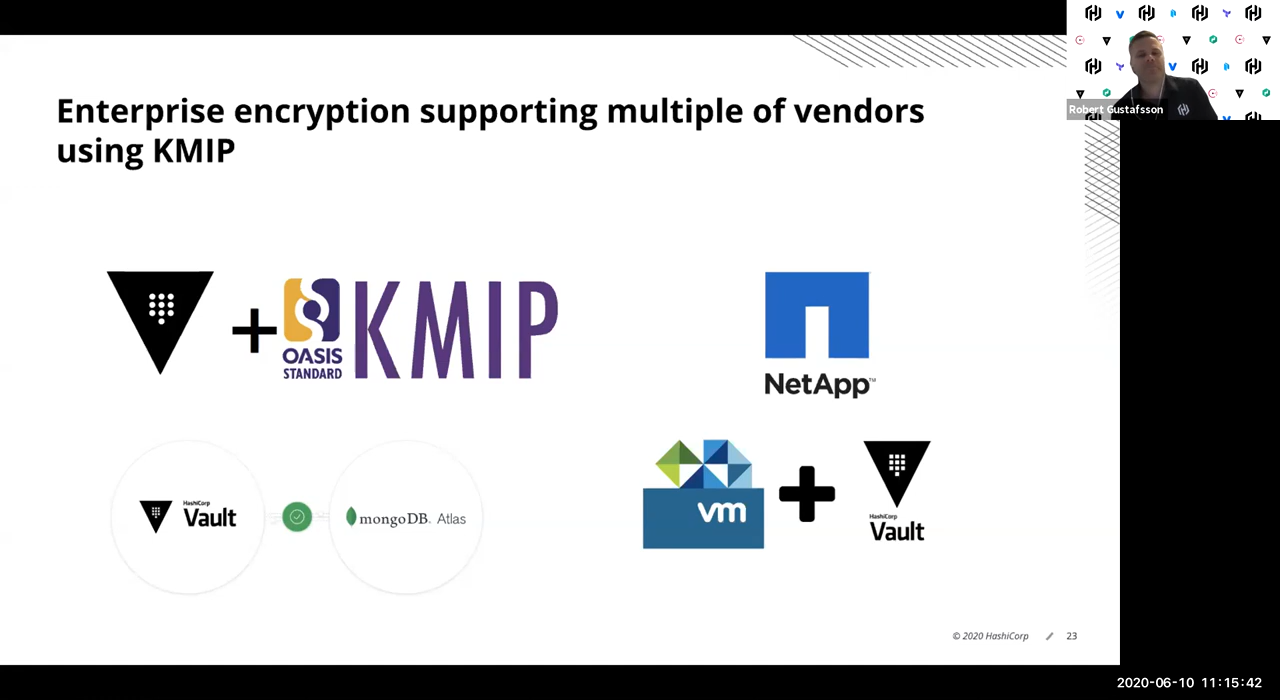 Enterprise encryption supporting multiple of vendors
using KMIP
Robert Gustafsson
OASIS
STANDARD
KMIP
NetApp™
HashiCorp
Vault
mongoDB. Atlas
vm
HashiCorp
Vault
© 2020 HashiCorp
23
2020-06-10 11:15:42